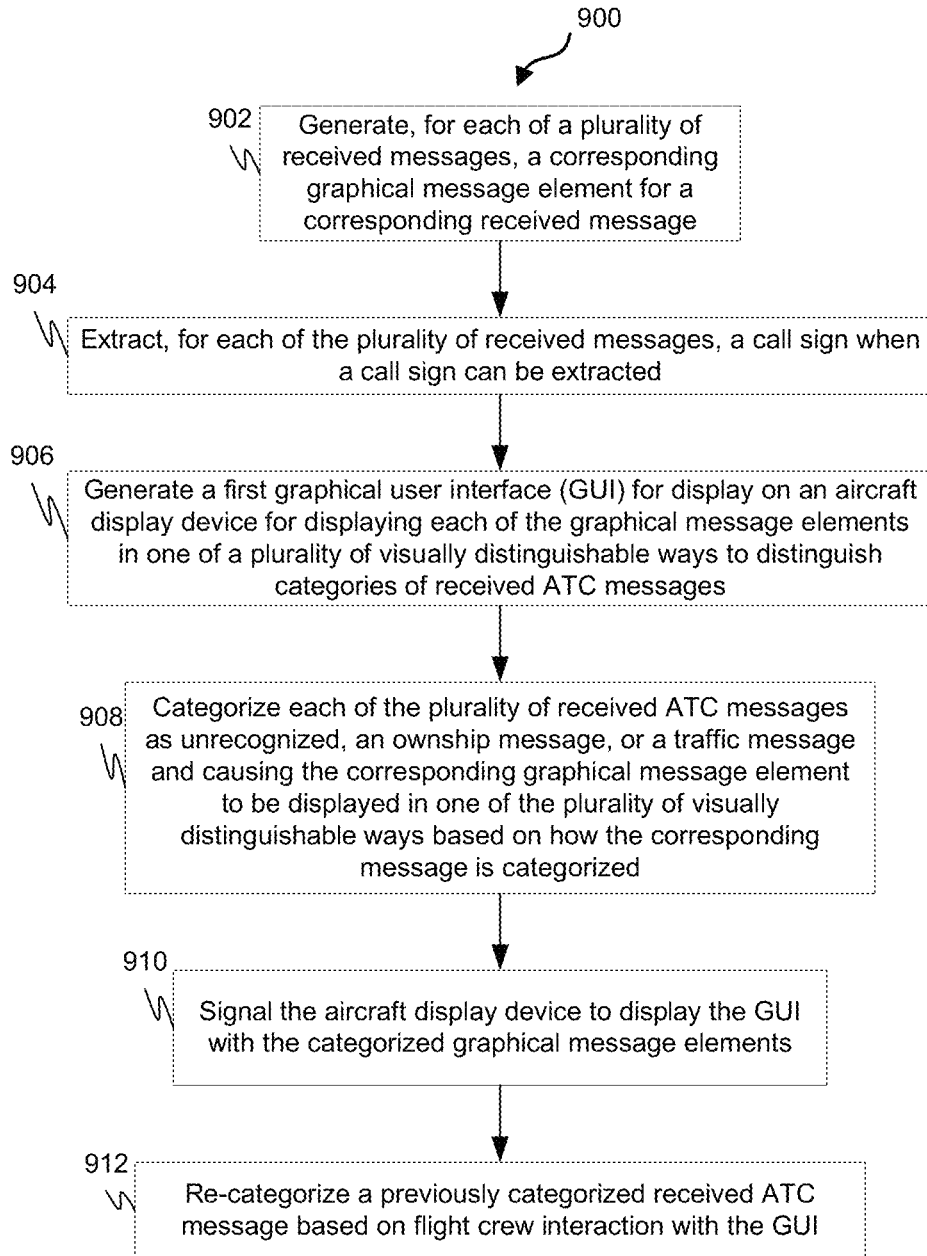 900
902
Generate, for each of a plurality of
received messages, a corresponding
graphical message element for a
corresponding received message
904
Extract, for each of the plurality of received messages, a call sign when
a call sign can be extracted
906
Generate a first graphical user interface (GUI) for display on an aircraft
display device for displaying each of the graphical message elements
in one of a plurality of visually distinguishable ways to distinguish
categories of received ATC messages
908
Categorize each of the plurality of received ATC messages
as unrecognized, an ownship message, or a traffic message
and causing the corresponding graphical message element
to be displayed in one of the plurality of visually
distinguishable ways based on how the corresponding
message is categorized
910
Signal the aircraft display device to display the GUI
with the categorized graphical message elements
912
Re-categorize a previously categorized received ATC
message based on flight crew interaction with the GUI